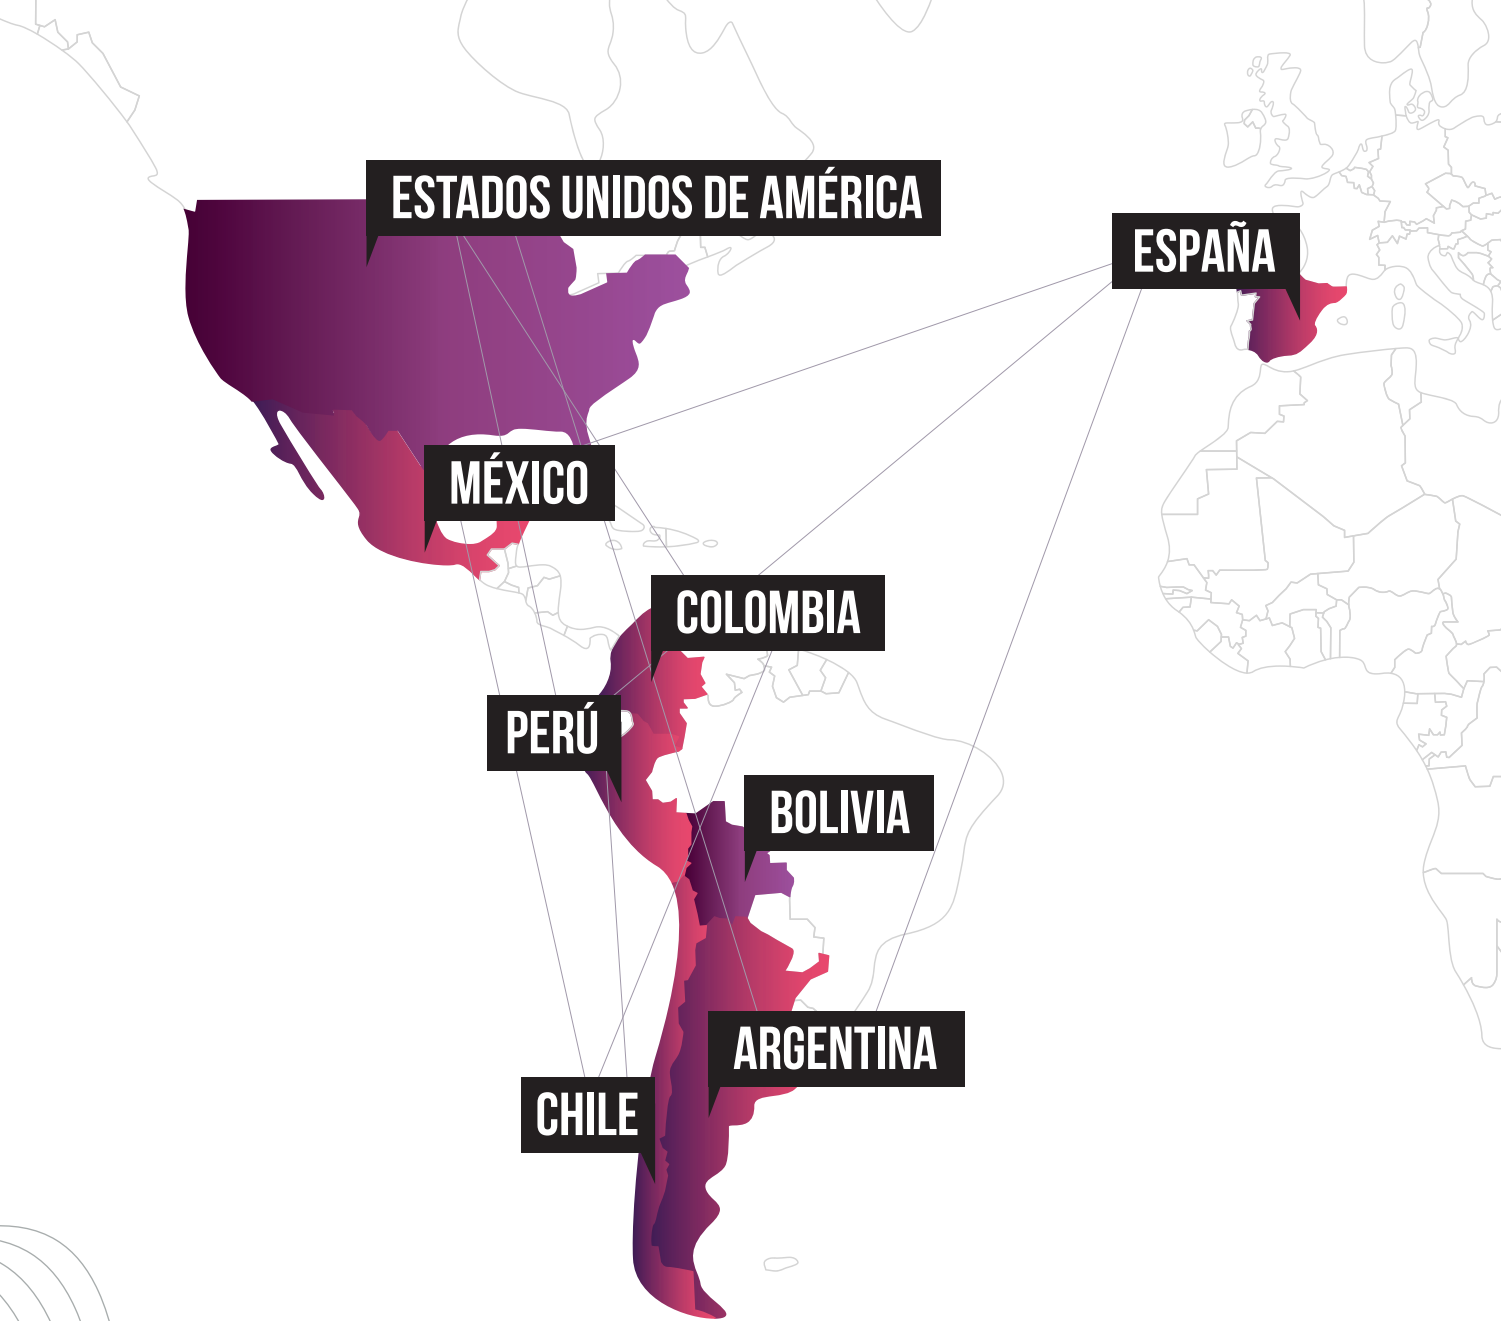 ESTADOS UNIDOS DE AMÉRICA
ESPAÑA
MÉXICO
COLOMBIA
PERÚ
BOLIVIA
ARGENTINA
CHILE